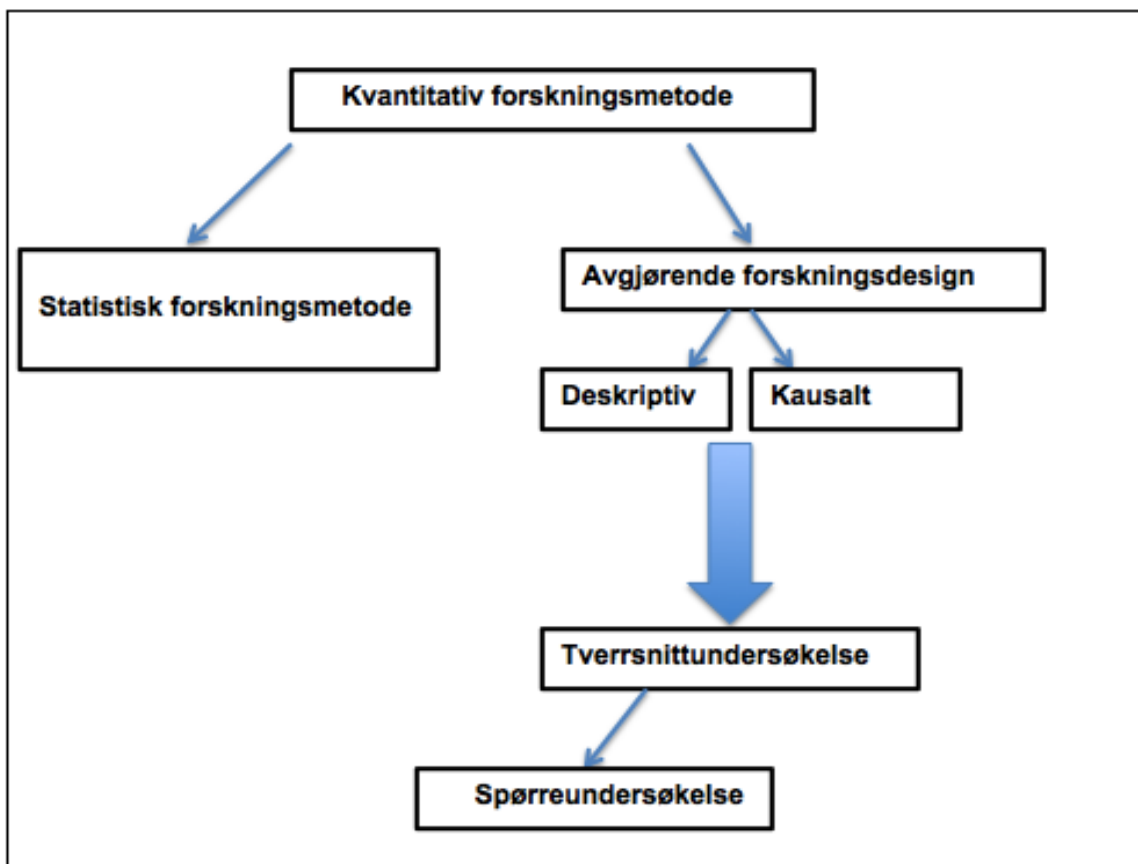 Kvantitativ forskningsmetode
Statistisk forskningsmetode
Avgjørende forskningsdesign
Deskriptiv
Kausalt
Tverrsnittundersøkelse
Spørreundersøkelse